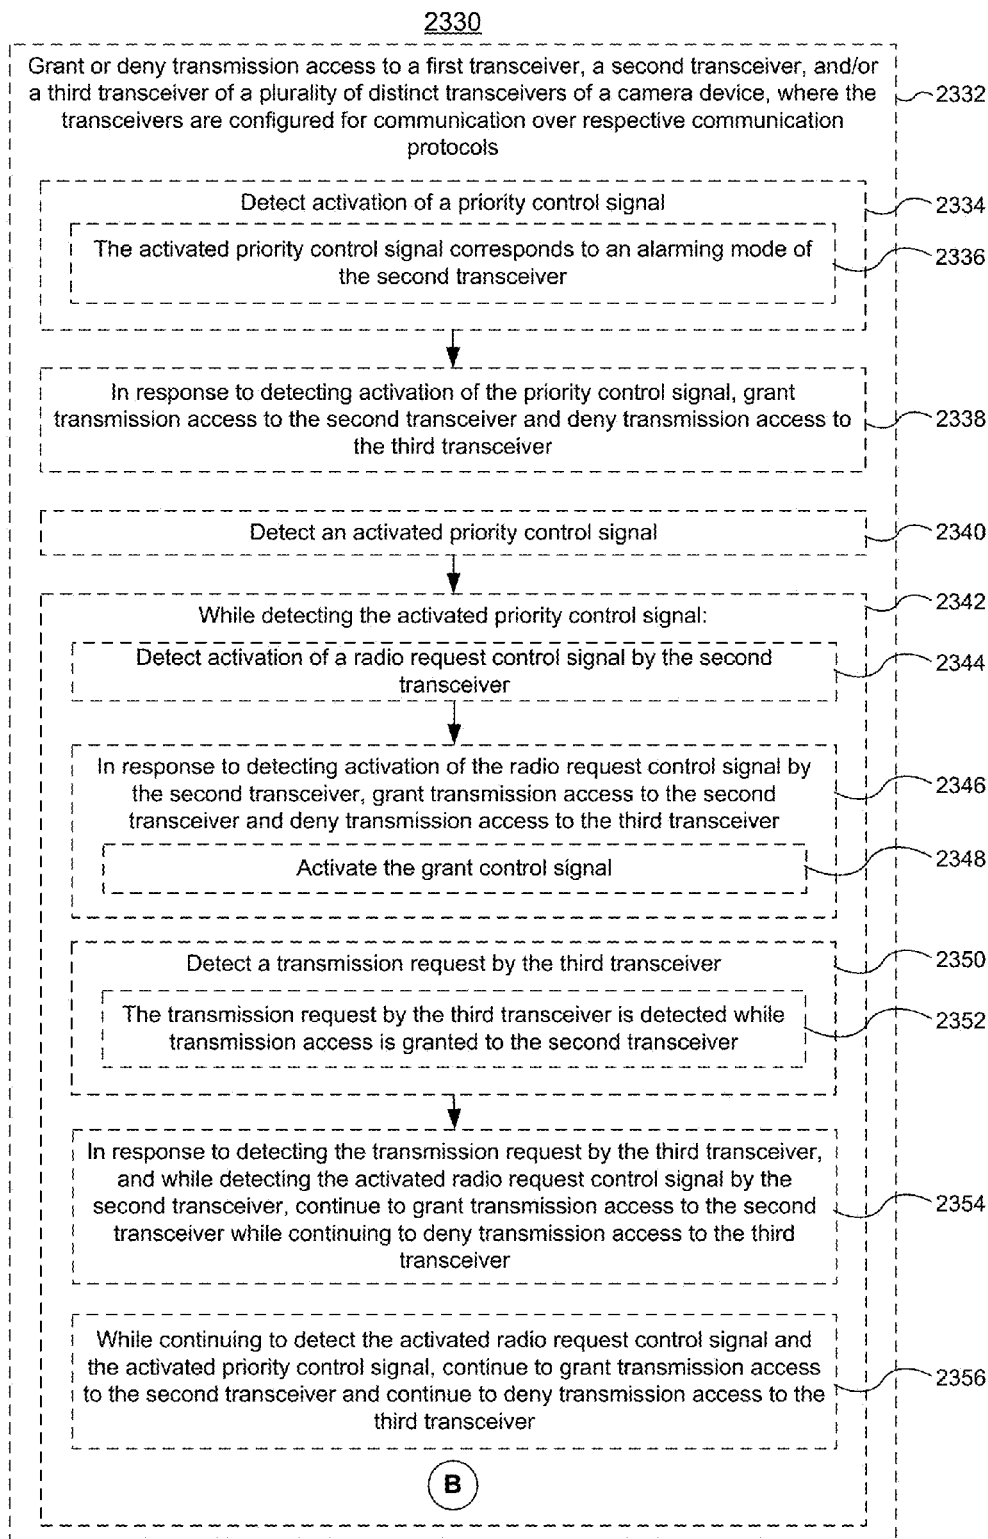 2330
Grant or deny transmission access to a first transceiver, a second transceiver, and/or
a third transceiver of a plurality of distinct transceivers of a camera device, where the
transceivers are configured for communication over respective communication
protocols
2332
Detect activation of a priority control signal
2334
The activated priority control signal corresponds to an alarming mode of
the second transceiver
2336
In response to detecting activation of the priority control signal, grant
transmission access to the second transceiver and deny transmission access to
the third transceiver
2338
Detect an activated priority control signal
2340
While detecting the activated priority control signal:
2342
Detect activation of a radio request control signal by the second
transceiver
2344
In response to detecting activation of the radio request control signal by
the second transceiver, grant transmission access to the second
transceiver and deny transmission access to the third transceiver
2346
Activate the grant control signal
2348
Detect a transmission request by the third transceiver
2350
The transmission request by the third transceiver is detected while
transmission access is granted to the second transceiver
2352
In response to detecting the transmission request by the third transceiver,
and while detecting the activated radio request control signal by the
second transceiver, continue to grant transmission access to the second
transceiver while continuing to deny transmission access to the third
transceiver
2354
While continuing to detect the activated radio request control signal and
the activated priority control signal, continue to grant transmission access
to the second transceiver and continue to deny transmission access to the
third transceiver
2356
B